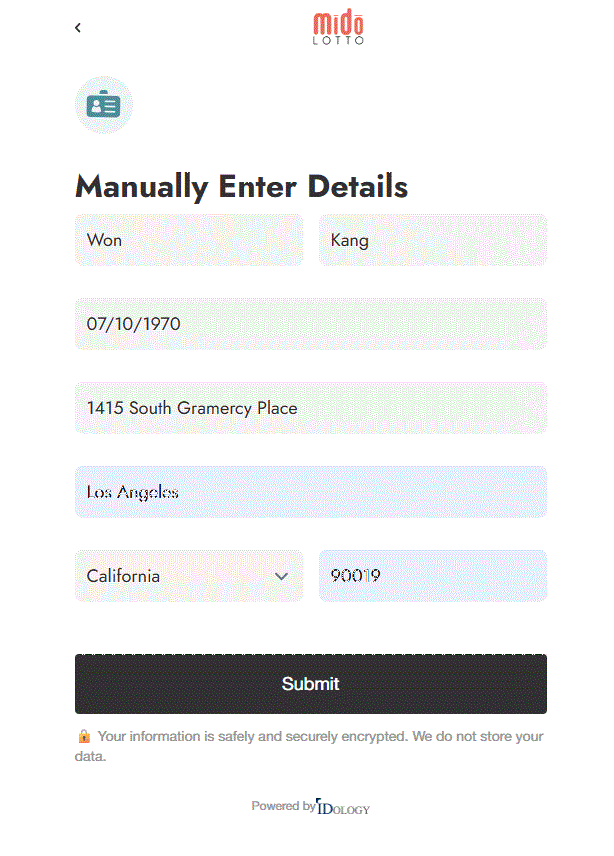 mido
LOTTO
Manually Enter Details
Won Kang
07/10/1970
1415 South Gramercy Place
Los Angeles
California 90019
Submit
Your information is safely and securely encrypted. We do not store your
data.
Powered by IDOLOGY